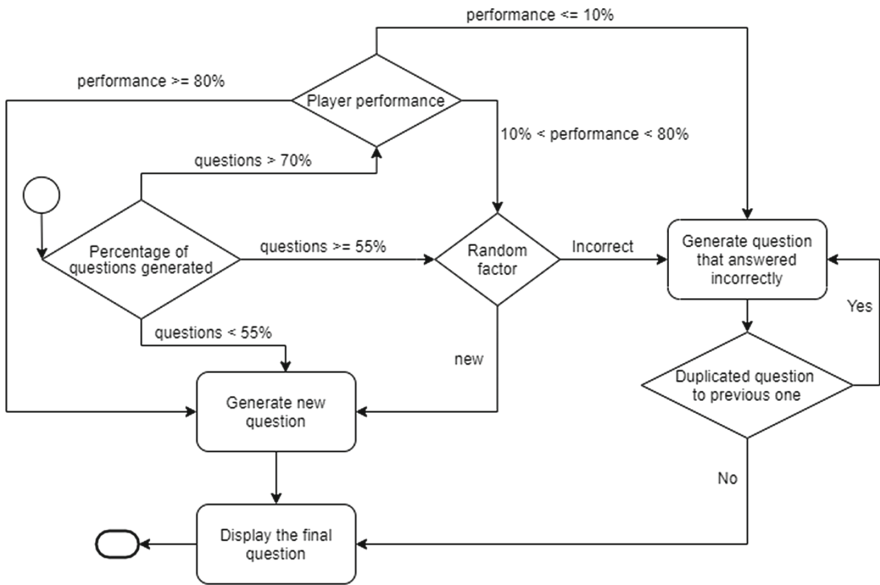 performance <= 10%
performance >= 80%
Player performance
10% < performance < 80%
questions > 70%
Percentage of
questions generated
questions >= 55%
Random
factor
Incorrect
Generate question
that answered
incorrectly
Yes
questions < 55%
new
Duplicated question
to previous one
Generate new
question
No
Display the final
question